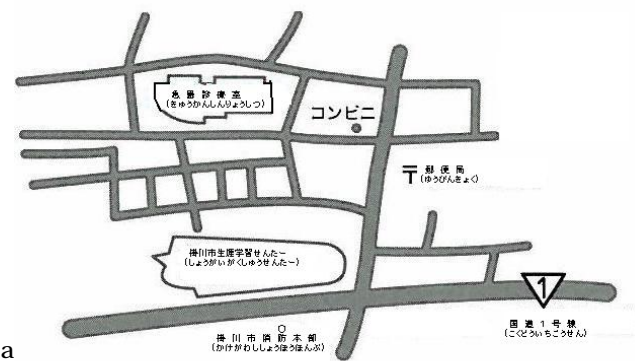 急患診療室
(きゅうかんしんりょうしつ)
コンビニ
〒 郵便局
(ゆうびんきょく)
掛川市生涯学習せんたー
(しょうがいがくしゅうせんたー)
1
国道1号線
(こくどういちごうせん)
掛川市消防本部
(かけがわししょうぼうほんぶ)
a